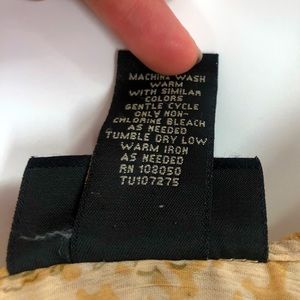 MACHINE WASH
WARM
WITH SIMILAR
COLORS
GENTLE CYCLE
ONLY NON-
CHLORINE BLEACH
AS NEEDED
TUMBLE DRY LOW
WARM IRON
AS NEEDED
RN 108050
TU107275